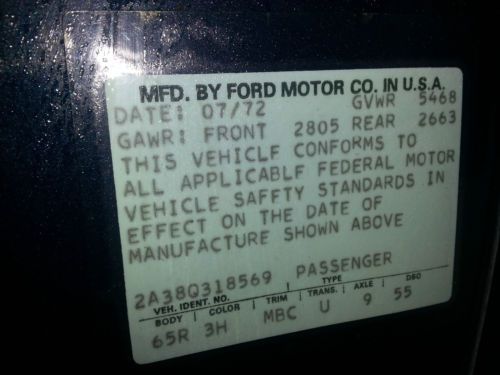 MFD. BY FORD MOTOR CO. IN U.S.A.
DATE: 07/72 GVWR 5468
GAWR: FRONT 2805 REAR 2663
THIS VEHICLE CONFORMS TO
ALL APPLICABLE FEDERAL MOTOR
VEHICLE SAFFTY STANDARDS IN
EFFECT ON THE DATE OF
MANUFACTURE SHOWN ABOVE
2A38Q318569 PASSENGER
VEH. IDENT. NO. TYPE
BODY COLOR TRIM TRANS. AXLE DSO
65R 3H MBC U 9 55